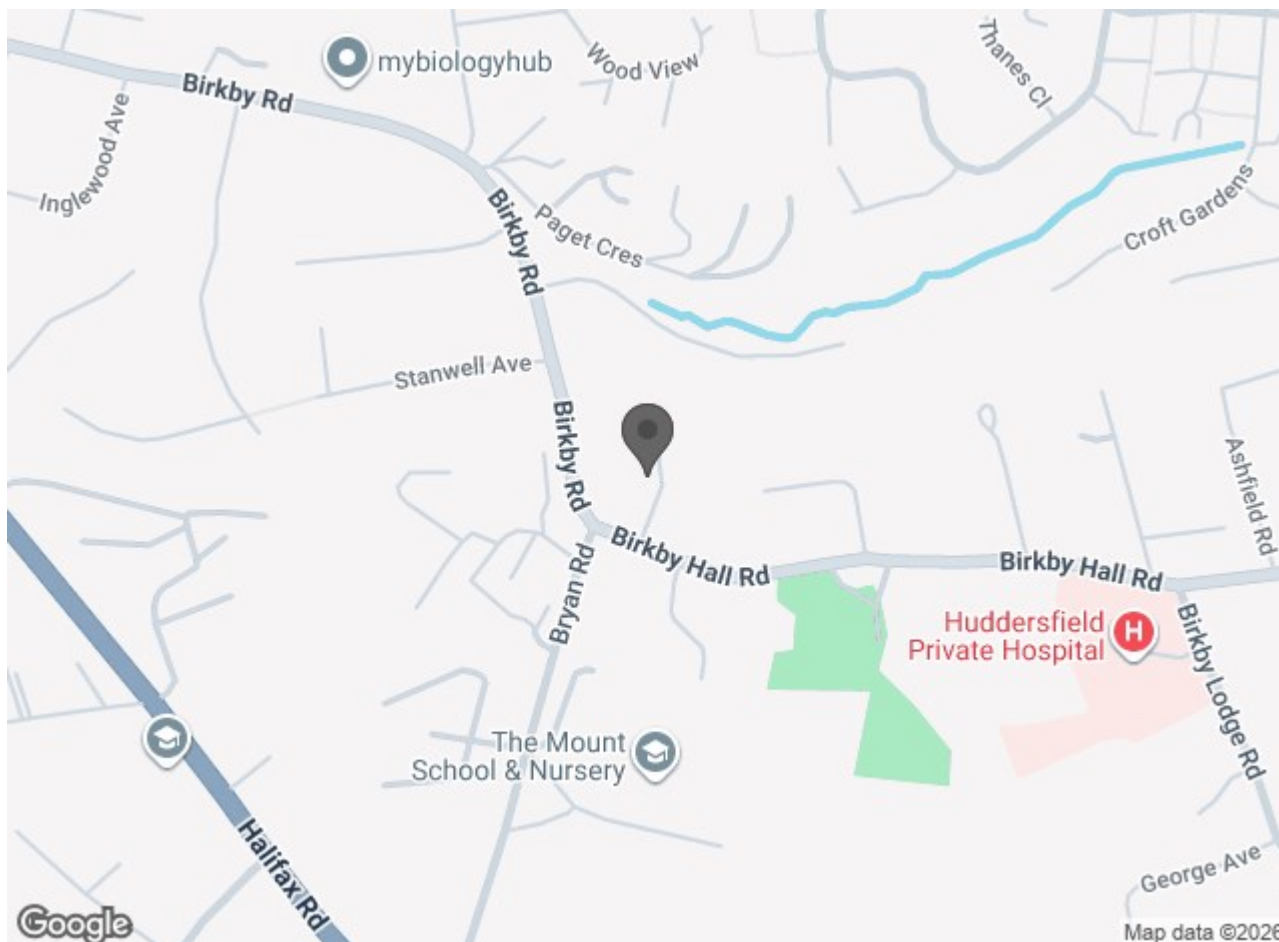 Wood View
Thanes Cl
mybiologyhub
Birkby Rd
Inglewood Ave
Birkby Rd
Paget Cres
Croft Gardens
Stanwell Ave
Birkby Rd
Ashfield Rd
Bryan Rd
Birkby Hall Rd
Birkby Hall Rd
Huddersfield
Private Hospital
H
Birkby Lodge Rd
The Mount
School & Nursery
Halifax Rd
George Ave
Google
Map data ©2026